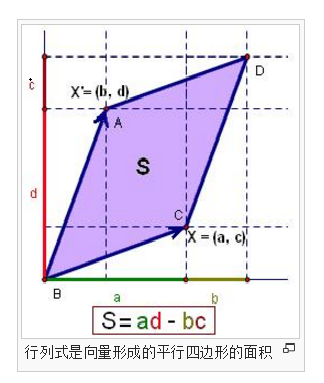 c
D
X'= (b, d)
A
S
d
C
X = (a, c)
B
a
b
S= ad - bc
行列式是向量形成的平行四边形的面积